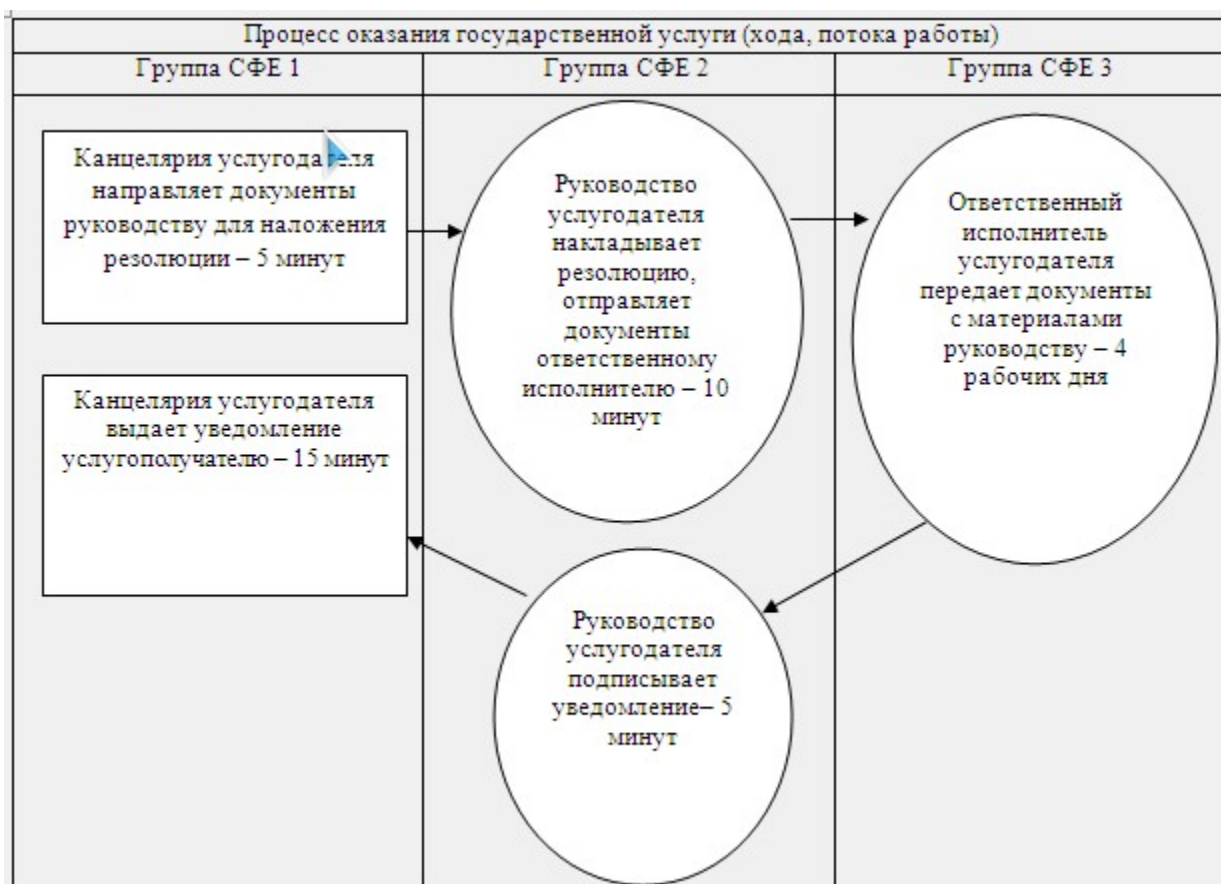 Процесс оказания государственной услуги (хода, потока работы)
Группа СФЕ 1
Группа СФЕ 2
Группа СФЕ 3
Канцелярия услугодателя
направляет документы
руководству для наложения
резолюции – 5 минут
Руководство
услугодателя
накладывает
резолюцию,
отправляет
документы
ответственному
исполнителю – 10
минут
Ответственный
исполнитель
услугодателя
передает документы
с материалами
руководству – 4
рабочих дня
Руководство
услугодателя
подписывает
уведомление– 5
минут
Канцелярия услугодателя
выдает уведомление
услугополучателю – 15 минут